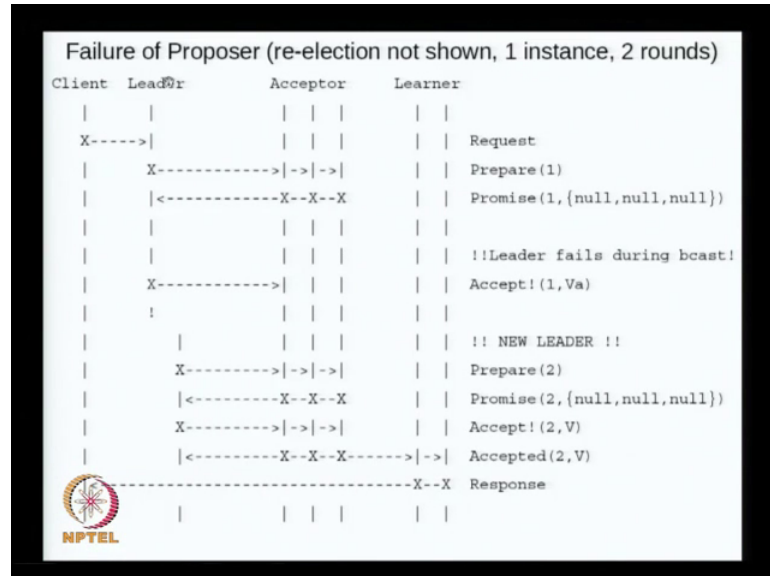 Failure of Proposer (re-election not shown, 1 instance, 2 rounds)
Client Leader Acceptor Learner
| | | | | | |
X----->| | | | | | Request
| X------------>|->|->| | | Prepare(1)
| |<------------X--X--X | | Promise(1,{null,null,null})
| | | | | | |
| | | | | | | !!Leader fails during bcast!
| X------------>| | | | | Accept!(1,Va)
| ! | | | | |
| | | | | | | !! NEW LEADER !!
| X--------->|->|->| | | Prepare(2)
| |<---------X--X--X | | Promise(2,{null,null,null})
| X--------->|->|->| | | Accept!(2,V)
| |<---------X--X--X------>|->| Accepted(2,V)
---------------------------------X--X Response
| | | | | |
NPTEL